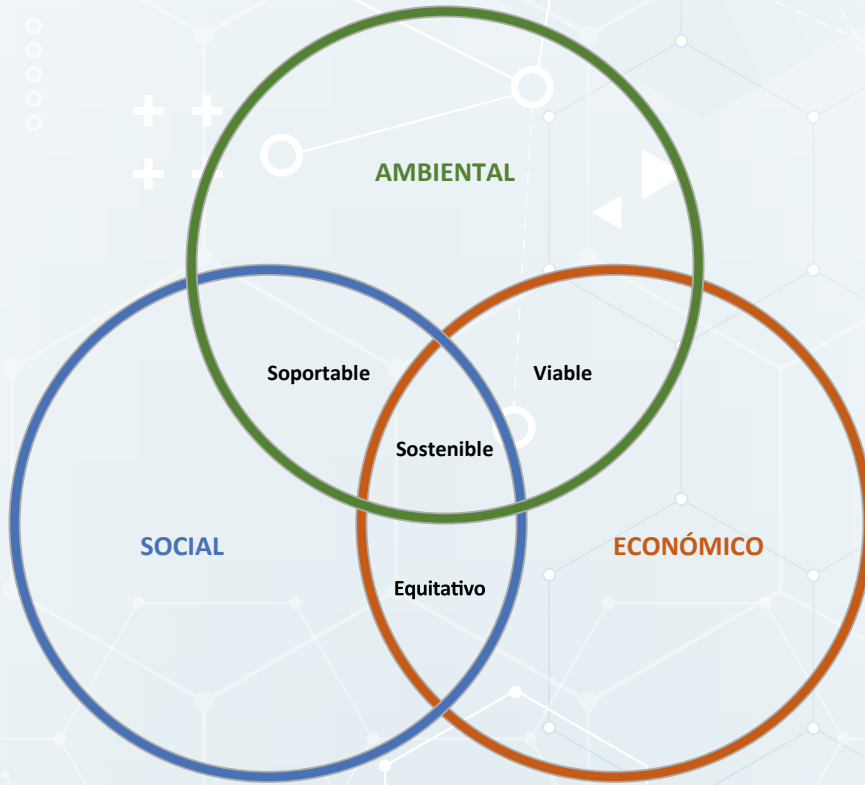 AMBIENTAL
Soportable
Viable
Sostenible
SOCIAL
ECONÓMICO
Equitativo